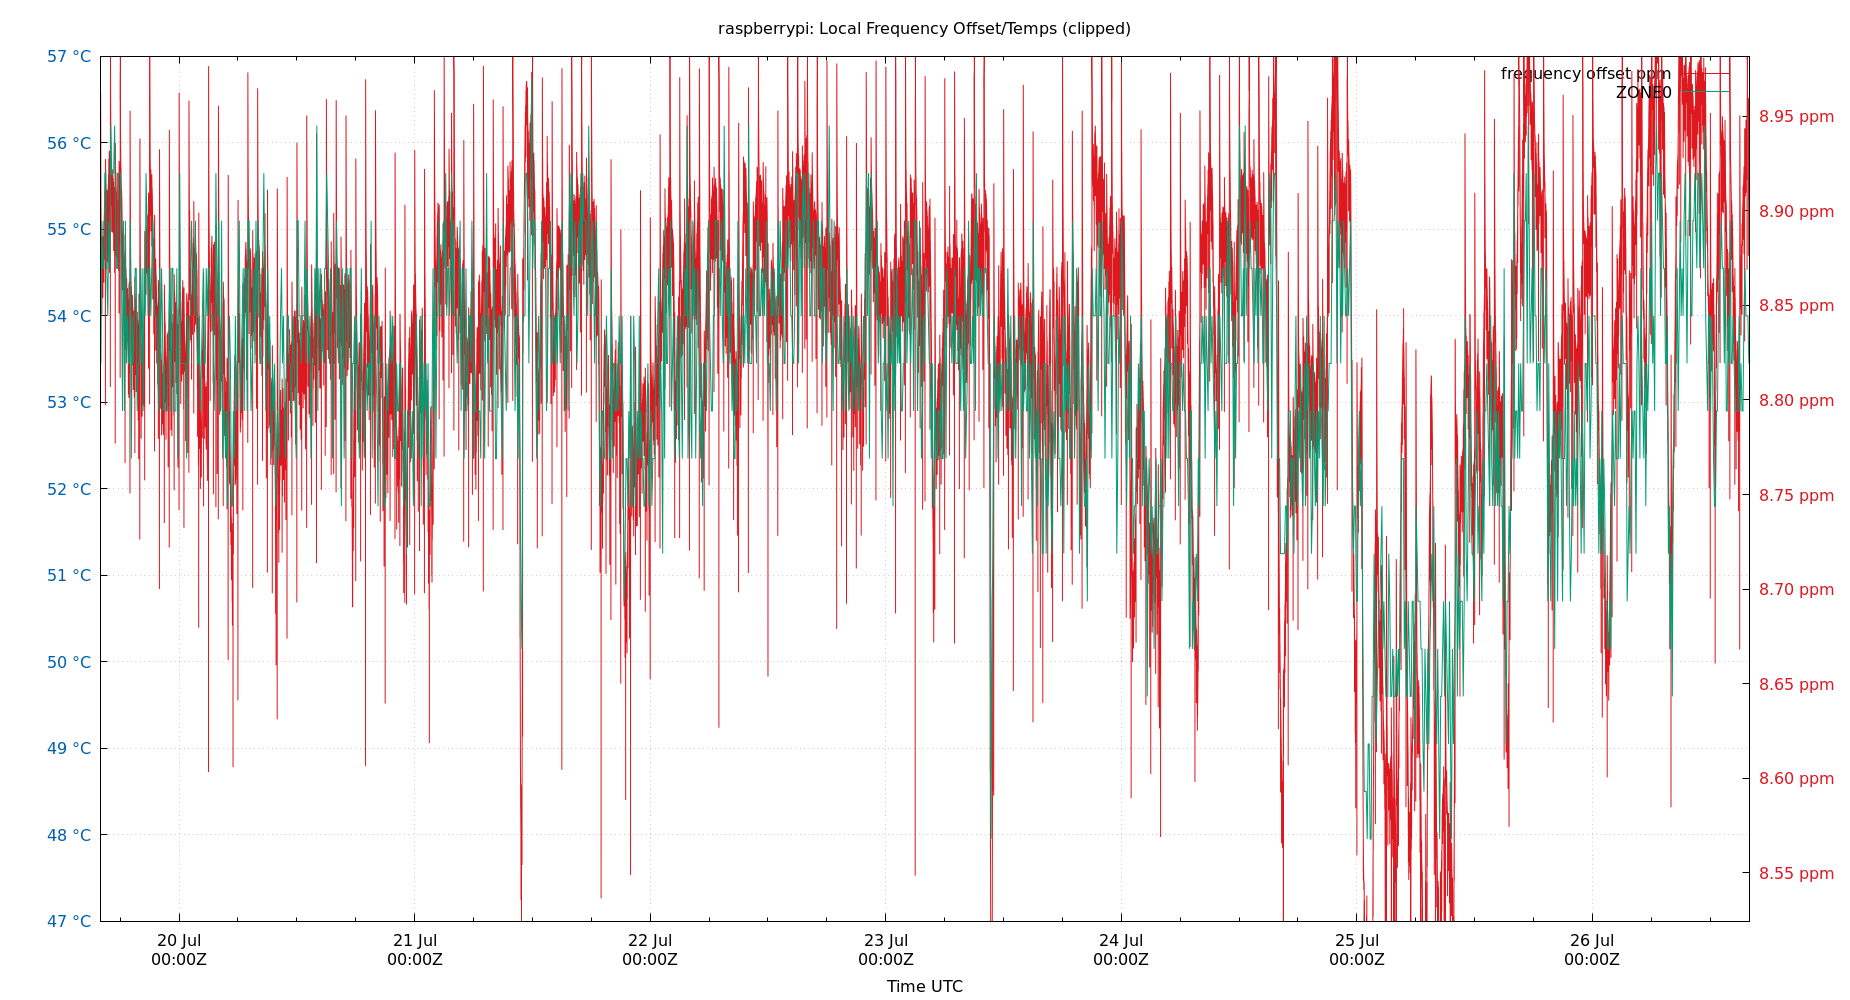 raspberrypi: Local Frequency Offset/Temps (clipped)
frequency offset ppm
ZONE0
57 °C
56 °C
55 °C
54 °C
53 °C
52 °C
51 °C
50 °C
49 °C
48 °C
47 °C
8.95 ppm
8.90 ppm
8.85 ppm
8.80 ppm
8.75 ppm
8.70 ppm
8.65 ppm
8.60 ppm
8.55 ppm
20 Jul 21 Jul 22 Jul 23 Jul 24 Jul 25 Jul 26 Jul
00:00Z 00:00Z 00:00Z 00:00Z 00:00Z 00:00Z 00:00Z
Time UTC